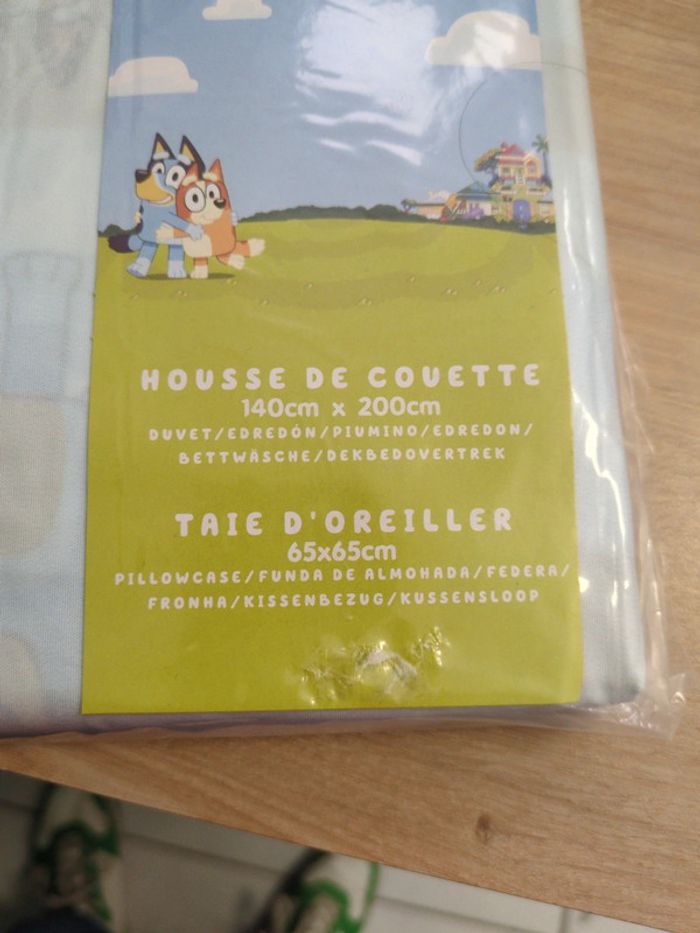 HOUSSE DE COUETTE
140cm x 200cm
DUVET/EDREDÓN/PIUMINO/EDREDON/
BETTWÄSCHE/DEKBEDOVERTREK
TAIE D'OREILLER
65x65cm
PILLOWCASE/FUNDA DE ALMOHADA/FEDERA/
FRONHA/KISSENBEZUG/KUSSENSLOOP